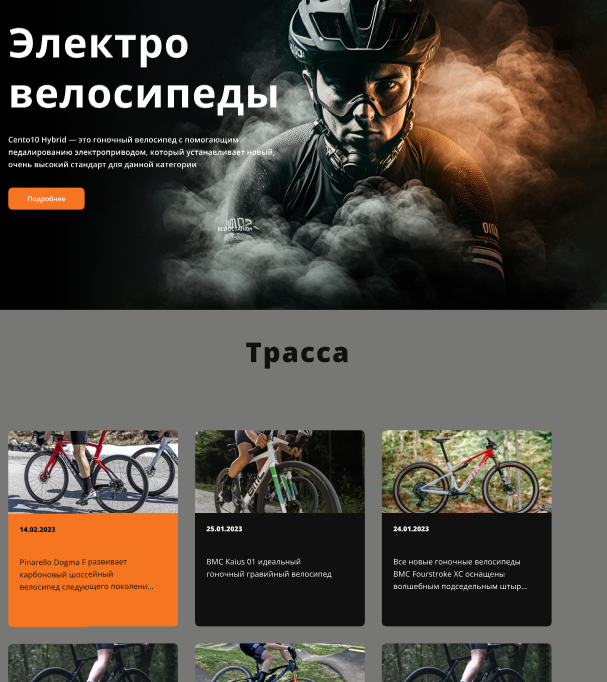 Электро
велосипеды
Cento10 Hybrid — это гоночный велосипед с помогающим
педалированию электроприводом, который устанавливает новый,
очень высокий стандарт для данной категории
Подробнее
Трасса
14.02.2023
Pinarello Dogma F развивает
карбоновый шоссейный
велосипед следующего поколени...
25.01.2023
BMC Kaius 01 идеальный
гоночный гравийный велосипед
24.01.2023
Все новые гоночные велосипеды
BMC Fourstroke XC оснащены
волшебным подседельным штыр...